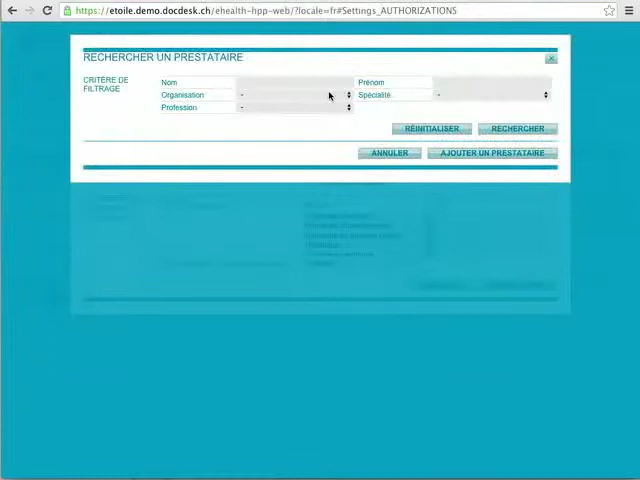 https://etoile.demo.docdesk.ch/ehealth-hpp-web/?locale=fr#Settings_AUTHORIZATIONS
RECHERCHER UN PRESTATAIRE
CRITÈRE DE FILTRAGE
Nom
Prénom
Organisation -
Spécialité -
Profession -
RÉINITIALISER RECHERCHER
ANNULER AJOUTER UN PRESTATAIRE